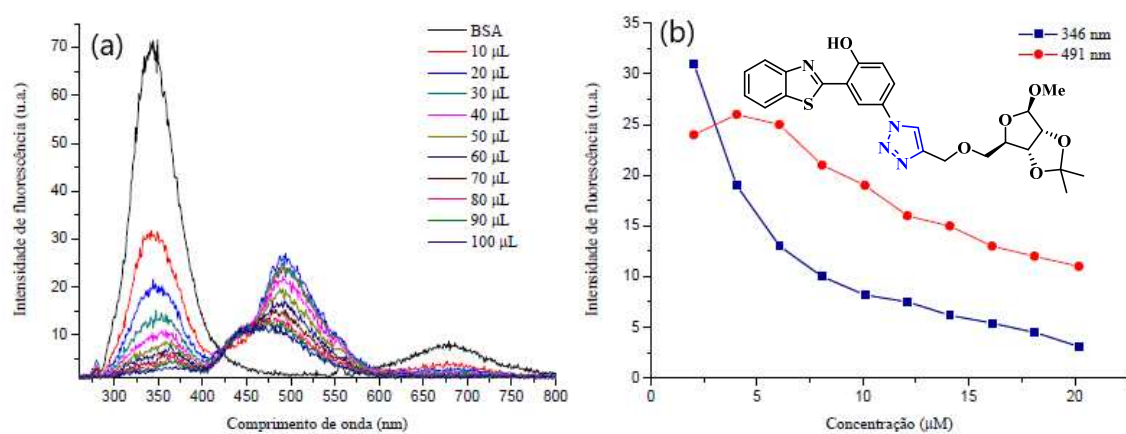 (a)
BSA
10 μL
20 μL
30 μL
40 μL
50 μL
60 μL
70 μL
80 μL
90 μL
100 μL
70
60
50
40
30
20
10
300 350 400 450 500 550 600 650 700 750 800
Comprimento de onda (nm)
Intensidade de fluorescência (u.a.)
(b)
346 nm
491 nm
HO
N
S
N
N
N
O
O
OMe
O
O
35
30
25
20
15
10
5
0
0 5 10 15 20
Concentração (μM)
Intensidade de fluorescência (u.a.)